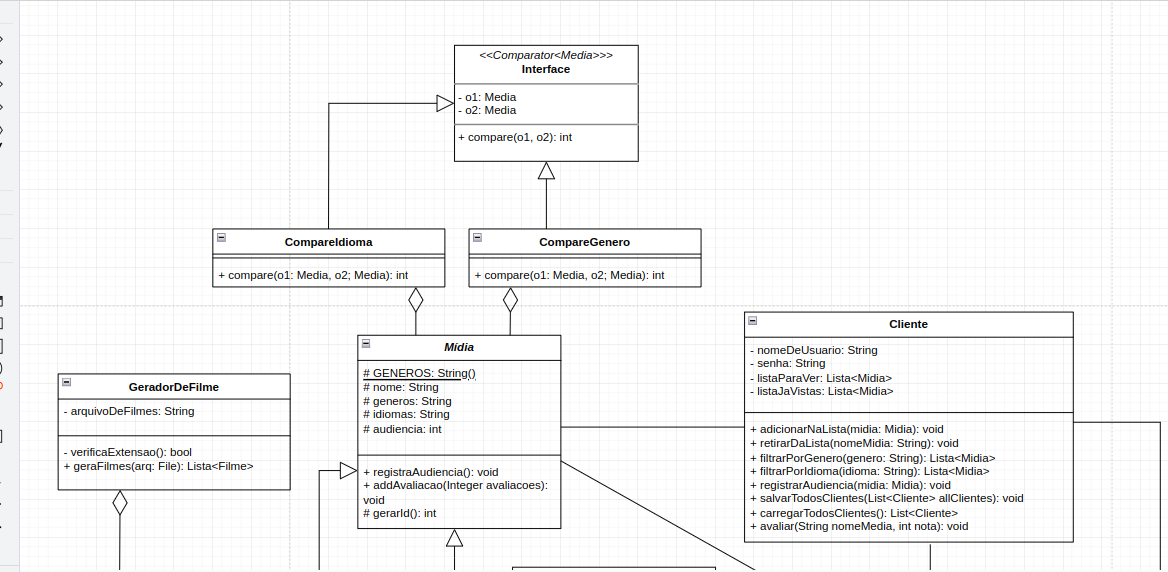 <<Comparator<Media>>>
Interface
- o1: Media
- o2: Media
+ compare(o1, o2): int
CompareIdioma
+ compare(o1: Media, o2; Media): int
CompareGenero
+ compare(o1: Media, o2; Media): int
GeradorDeFilme
- arquivoDeFilmes: String
- verificaExtensao(): bool
+ geraFilmes(arq: File): Lista<Filme>
Mídia
# GENEROS: String()
# nome: String
# generos: String
# idiomas: String
# audiencia: int
+ registraAudiencia(): void
+ addAvaliacao(Integer avaliacoes):
void
# gerarId(): int
Cliente
- nomeDeUsuario: String
- senha: String
- listaParaVer: Lista<Midia>
- listaJaVistas: Lista<Midia>
+ adicionarNaLista(midia: Midia): void
+ retirarDaLista(nomeMidia: String): void
+ filtrarPorGenero(genero: String): Lista<Midia>
+ filtrarPorIdioma(idioma: String): Lista<Midia>
+ registrarAudiencia(midia: Midia): void
+ salvarTodosClientes(List<Cliente> allClientes): void
+ carregarTodosClientes(): List<Cliente>
+ avaliar(String nomeMedia, int nota): void